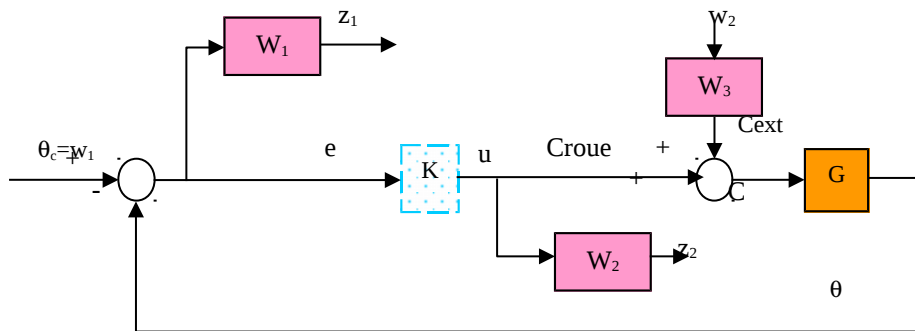 z₁
w₂
W₁
W₃
Cext
θc=w₁
+
-
e
K
u
Croue
+
+
C
G
W₂
z₂
θ